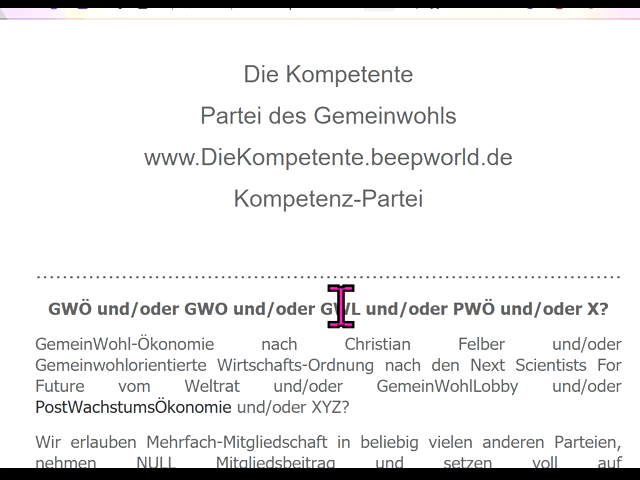 Die Kompetente
Partei des Gemeinwohls
www.DieKompetente.beepworld.de
Kompetenz-Partei
GWÖ und/oder GWO und/oder GWL und/oder PWÖ und/oder X?
GemeinWohl-Ökonomie nach Christian Felber und/oder
Gemeinwohlorientierte Wirtschafts-Ordnung nach den Next Scientists For
Future vom Weltrat und/oder GemeinWohlLobby und/oder
PostWachstumsÖkonomie und/oder XYZ?
Wir erlauben Mehrfach-Mitgliedschaft in beliebig vielen anderen Parteien,
nehmen NULL Mitgliedsbeitrag und setzen voll auf